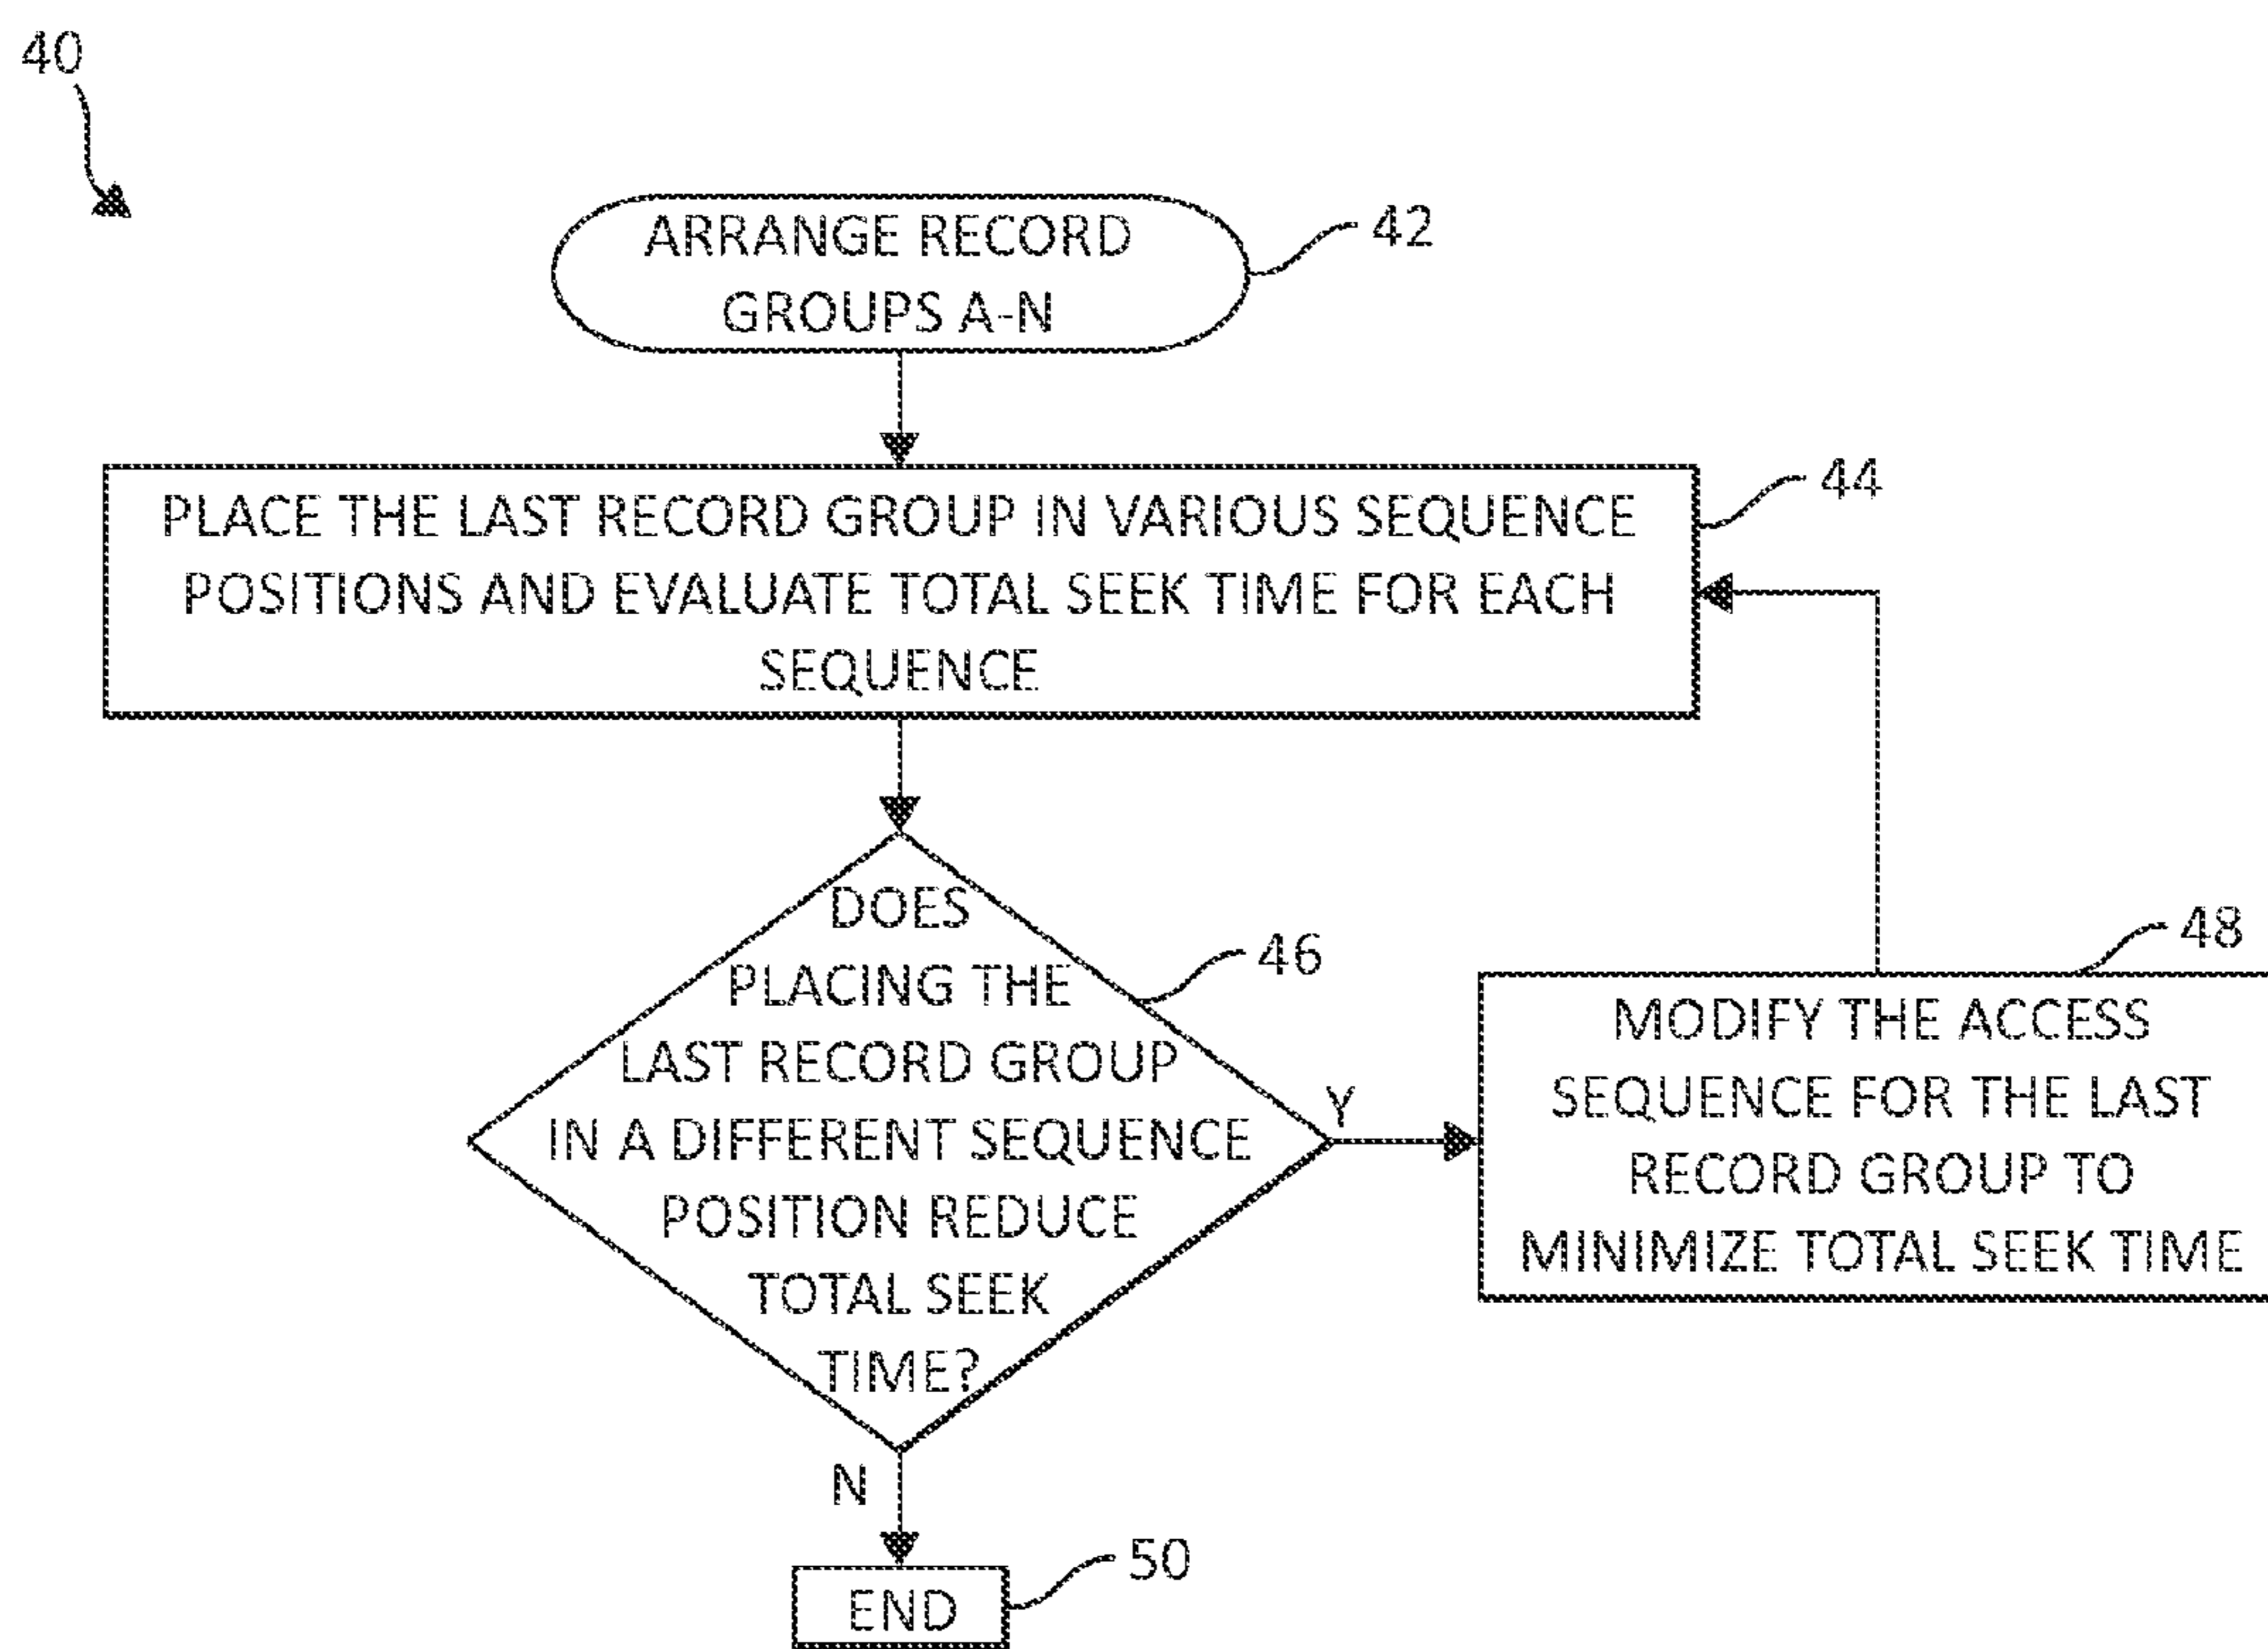 40
ARRANGE RECORD
GROUPS A-N
42
PLACE THE LAST RECORD GROUP IN VARIOUS SEQUENCE
POSITIONS AND EVALUATE TOTAL SEEK TIME FOR EACH
SEQUENCE
44
DOES
PLACING THE
LAST RECORD GROUP
IN A DIFFERENT SEQUENCE
POSITION REDUCE
TOTAL SEEK
TIME?
46
Y
MODIFY THE ACCESS
SEQUENCE FOR THE LAST
RECORD GROUP TO
MINIMIZE TOTAL SEEK TIME
48
N
END
50